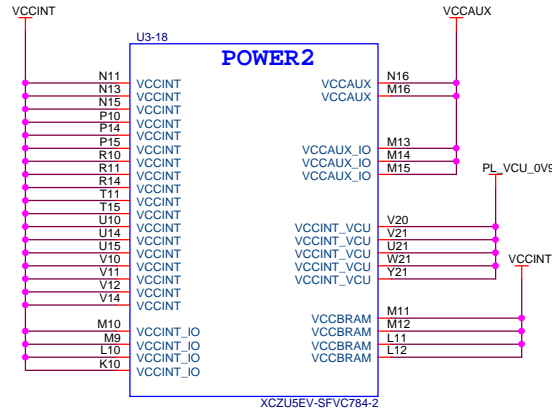 VCCINT
VCCAUX
U3-18
POWER2
N11 VCCINT
N13 VCCINT
N15 VCCINT
P10 VCCINT
P14 VCCINT
P15 VCCINT
R10 VCCINT
R11 VCCINT
R14 VCCINT
T11 VCCINT
T15 VCCINT
U10 VCCINT
U14 VCCINT
U15 VCCINT
V10 VCCINT
V11 VCCINT
V12 VCCINT
V14 VCCINT
M10 VCCINT_IO
M9 VCCINT_IO
L10 VCCINT_IO
K10 VCCINT_IO
VCCAUX N16
VCCAUX M16
VCCAUX_IO M13
VCCAUX_IO M14
VCCAUX_IO M15
PL_VCU_0V9
VCCINT_VCU V20
VCCINT_VCU V21
VCCINT_VCU U21
VCCINT_VCU W21
VCCINT_VCU Y21
VCCINT
VCCBRAM M11
VCCBRAM M12
VCCBRAM L11
VCCBRAM L12
XCZU5EV-SFVC784-2